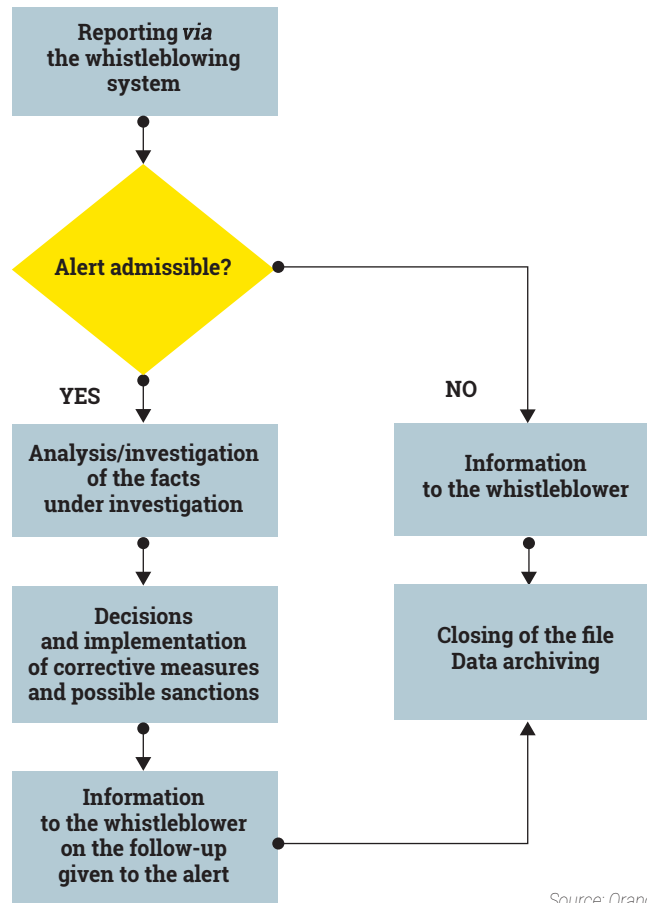 Reporting via
the whistleblowing
system
Alert admissible?
YES
NO
Analysis/investigation
of the facts
under investigation
Information
to the whistleblower
Decisions
and implementation
of corrective measures
and possible sanctions
Closing of the file
Data archiving
Information
to the whistleblower
on the follow-up
given to the alert
Source: